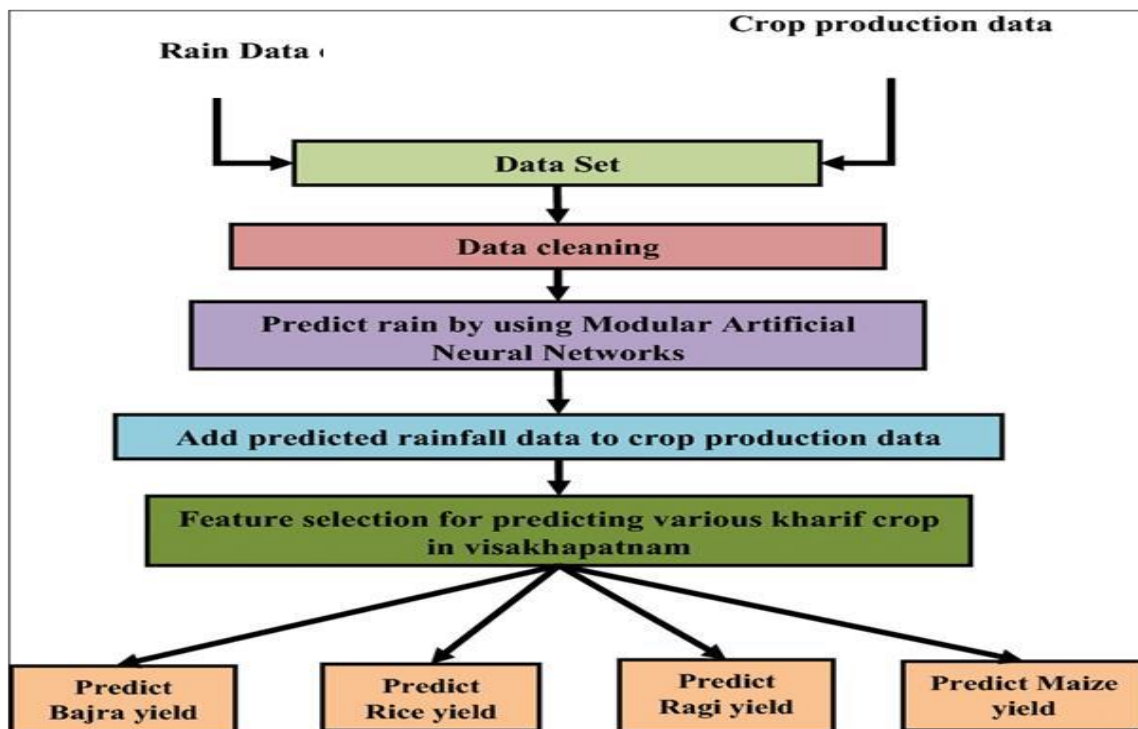 Crop production data
Rain Data
Data Set
Data cleaning
Predict rain by using Modular Artificial
Neural Networks
Add predicted rainfall data to crop production data
Feature selection for predicting various kharif crop
in visakhapatnam
Predict
Bajra yield
Predict
Rice yield
Predict
Ragi yield
Predict Maize
yield